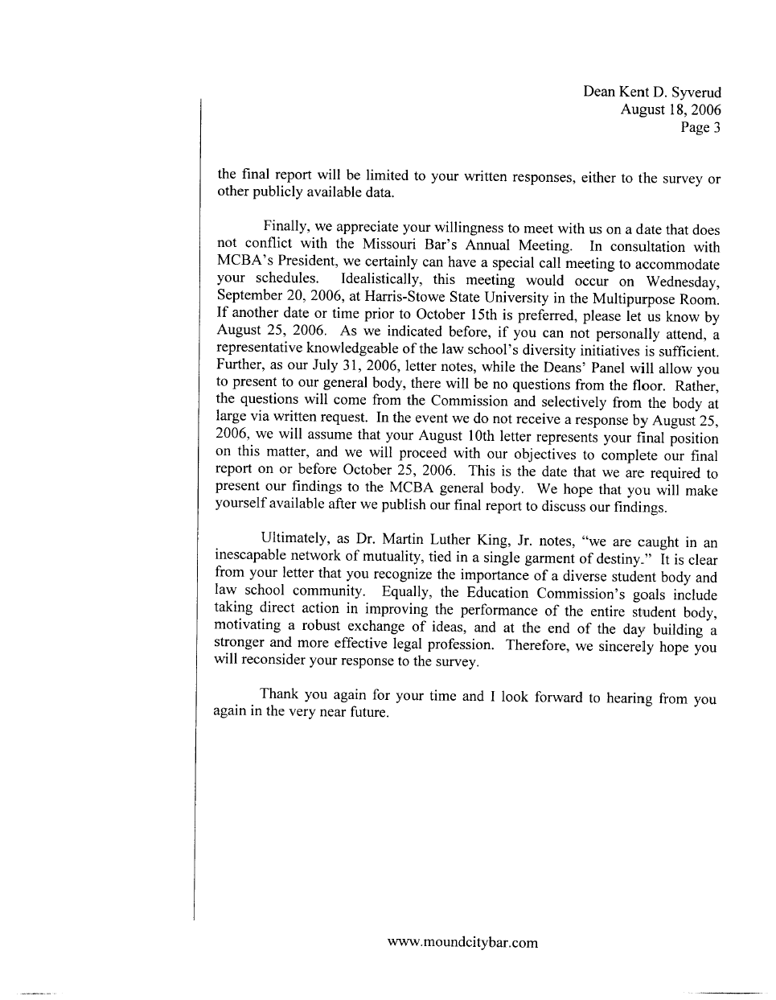 Dean Kent D. Syverud
August 18, 2006
Page 3
the final report will be limited to your written responses, either to the survey or
other publicly available data.
Finally, we appreciate your willingness to meet with us on a date that does
not conflict with the Missouri Bar's Annual Meeting. In consultation with
MCBA's President, we certainly can have a special call meeting to accommodate
your schedules. Idealistically, this meeting would occur on Wednesday,
September 20, 2006, at Harris-Stowe State University in the Multipurpose Room.
If another date or time prior to October 15th is preferred, please let us know by
August 25, 2006. As we indicated before, if you can not personally attend, a
representative knowledgeable of the law school's diversity initiatives is sufficient.
Further, as our July 31, 2006, letter notes, while the Deans' Panel will allow you
to present to our general body, there will be no questions from the floor. Rather,
the questions will come from the Commission and selectively from the body at
large via written request. In the event we do not receive a response by August 25,
2006, we will assume that your August 10th letter represents your final position
on this matter, and we will proceed with our objectives to complete our final
report on or before October 25, 2006. This is the date that we are required to
present our findings to the MCBA general body. We hope that you will make
yourself available after we publish our final report to discuss our findings.
Ultimately, as Dr. Martin Luther King, Jr. notes, "we are caught in an
inescapable network of mutuality, tied in a single garment of destiny." It is clear
from your letter that you recognize the importance of a diverse student body and
law school community. Equally, the Education Commission's goals include
taking direct action in improving the performance of the entire student body,
motivating a robust exchange of ideas, and at the end of the day building a
stronger and more effective legal profession. Therefore, we sincerely hope you
will reconsider your response to the survey.
Thank you again for your time and I look forward to hearing from you
again in the very near future.
www.moundcitybar.com